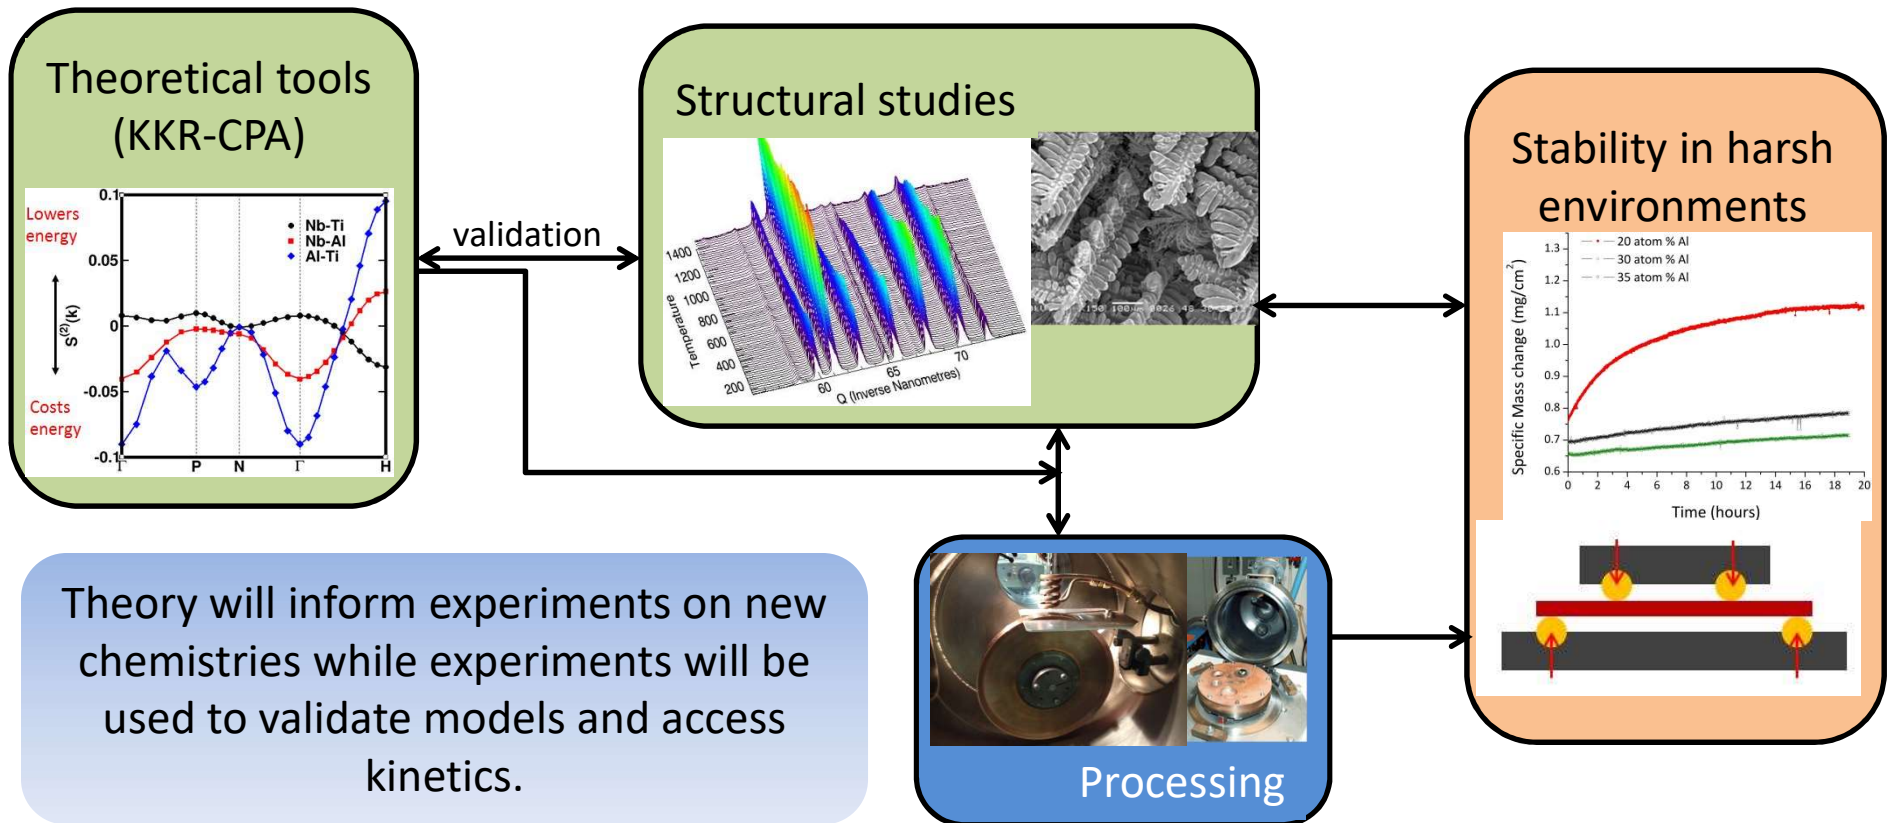 Theoretical tools
(KKR-CPA)
Lowers
energy
Costs
energy
S⁽²⁾(k)
0.1
0.05
0
-0.05
-0.1
Nb-Ti
Nb-Al
Al-Ti
Γ P N Γ H
validation
Structural studies
Temperature
1400
1200
1000
800
600
400
200
60 65 70
Q (Inverse Nanometres)
100µm
Stability in harsh
environments
20 atom % Al
30 atom % Al
35 atom % Al
Specific Mass change (mg/cm²)
1.3
1.2
1.1
1.0
0.9
0.8
0.7
0.6
0 2 4 6 8 10 12 14 16 18 20
Time (hours)
Theory will inform experiments on new
chemistries while experiments will be
used to validate models and access
kinetics.
Processing